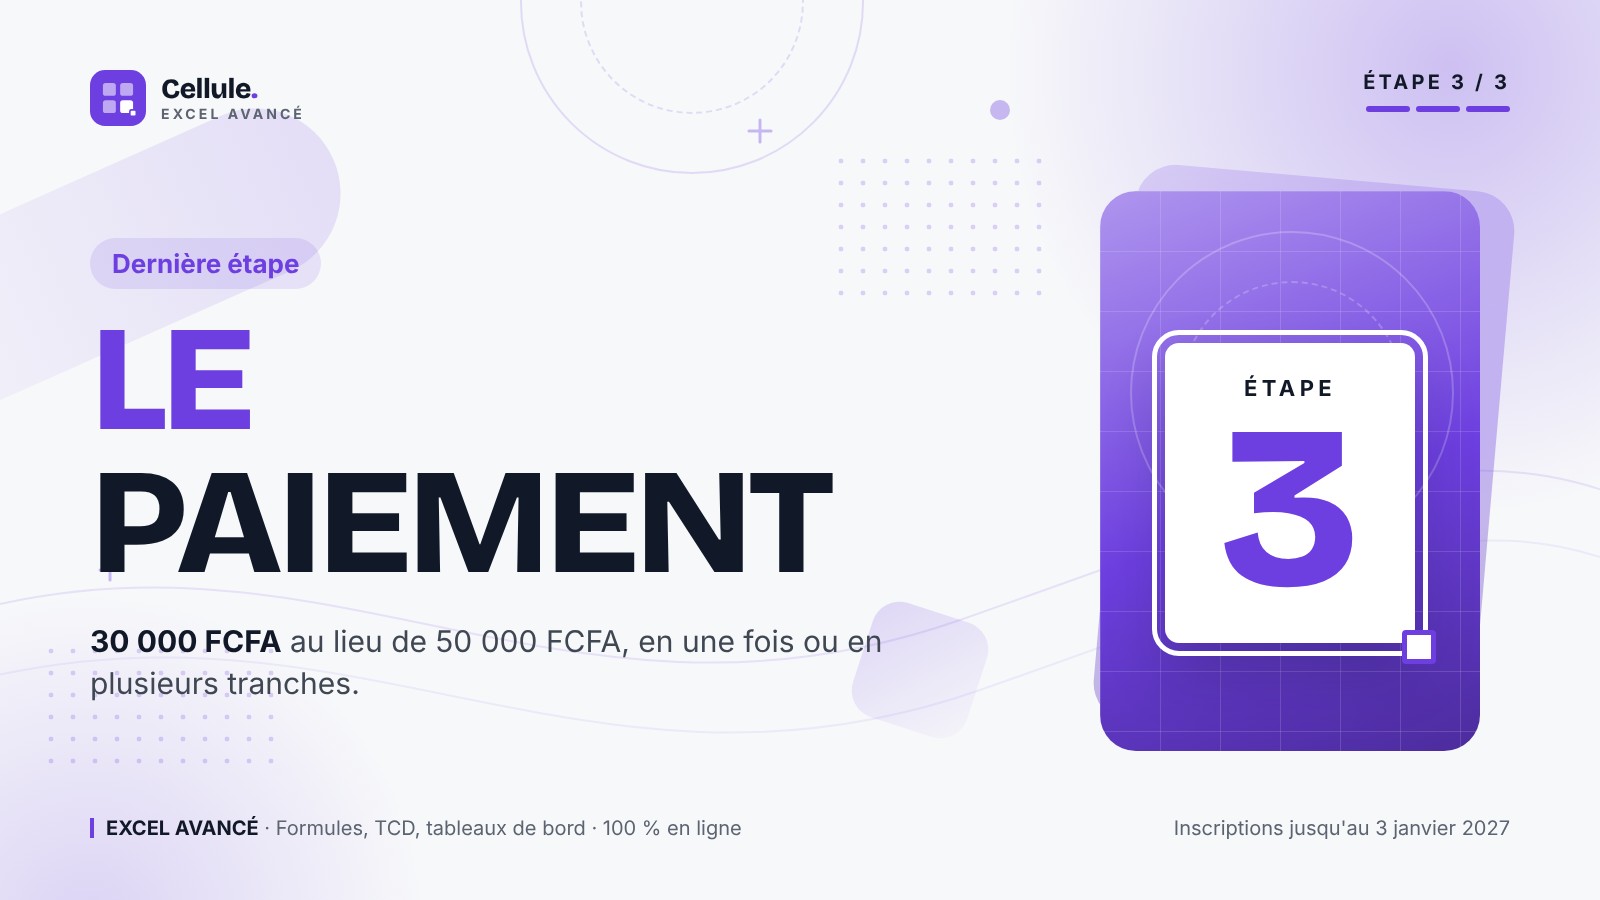 Cellule.
EXCEL AVANCÉ
ÉTAPE 3 / 3
Dernière étape
LE
PAIEMENT
30 000 FCFA au lieu de 50 000 FCFA, en une fois ou en
plusieurs tranches.
ÉTAPE
3
EXCEL AVANCÉ · Formules, TCD, tableaux de bord · 100 % en ligne
Inscriptions jusqu'au 3 janvier 2027